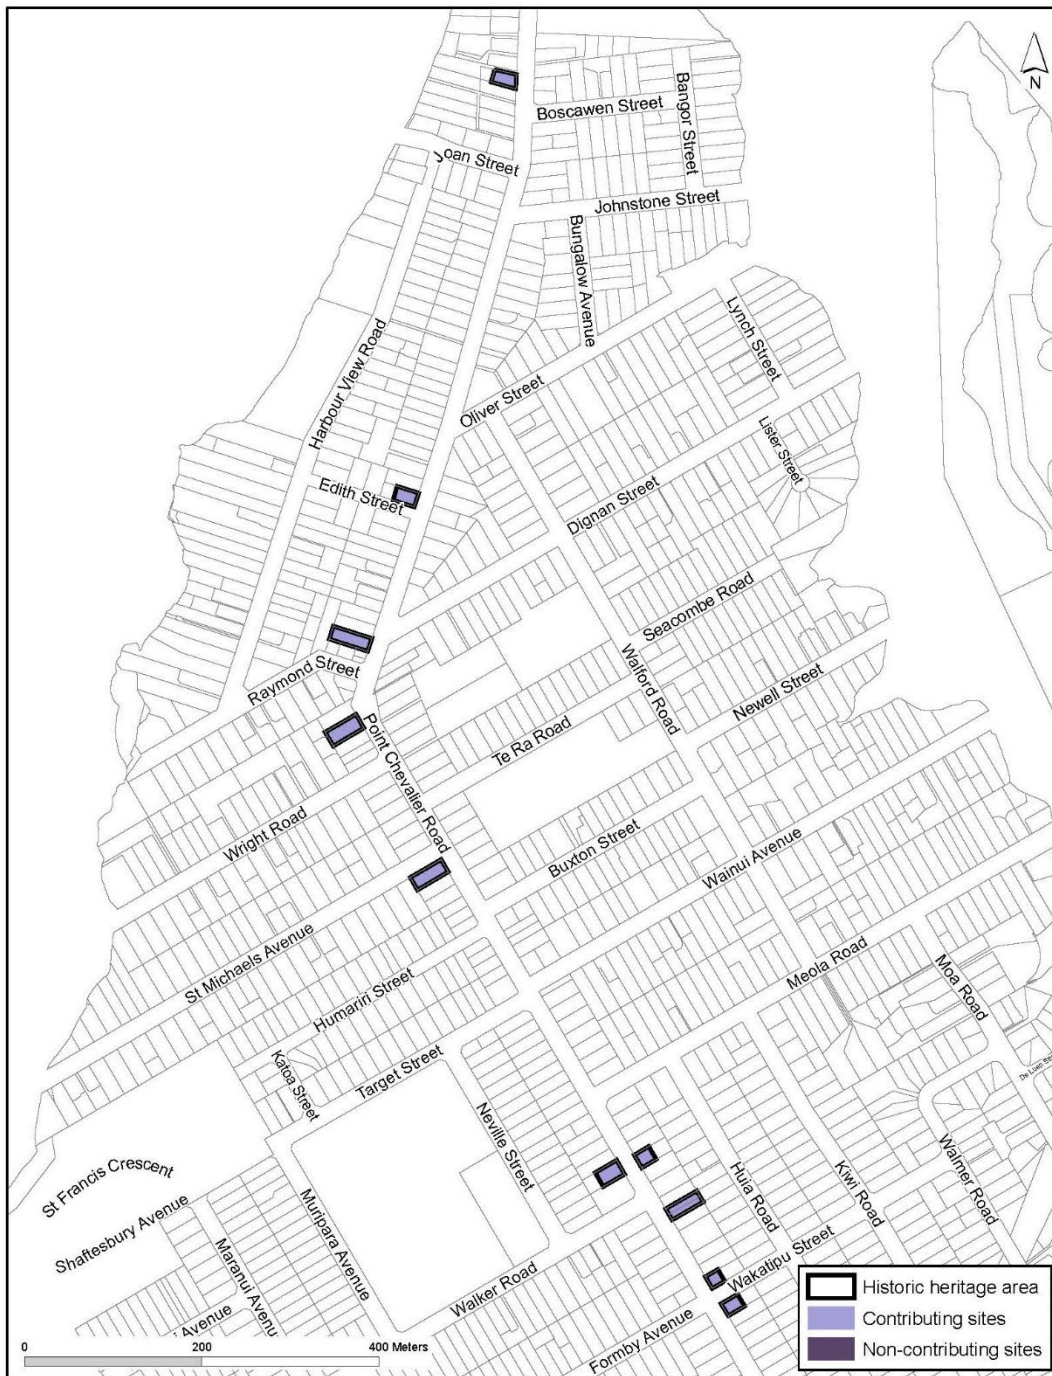 N
Boscawen Street
Bangor Street
Joan Street
Johnstone Street
Bungalow Avenue
Lynch Street
Harbour View Road
Oliver Street
Lister Street
Edith Street
Dignan Street
Seacombe Road
Walford Road
Raymond Street
Newell Street
Point Chevalier Road
Te Ra Road
Wright Road
Buxton Street
Wainui Avenue
St Michaels Avenue
Meola Road
Moa Road
Humariri Street
Katoa Street
Target Street
Neville Street
Walmer Road
St Francis Crescent
Shaftesbury Avenue
Muripara Avenue
Maranui Avenue
Huia Road
Kiwi Road
Wakatipu Street
Walker Road
Formby Avenue
Avenue
Historic heritage area
Contributing sites
Non-contributing sites
0 200 400 Meters